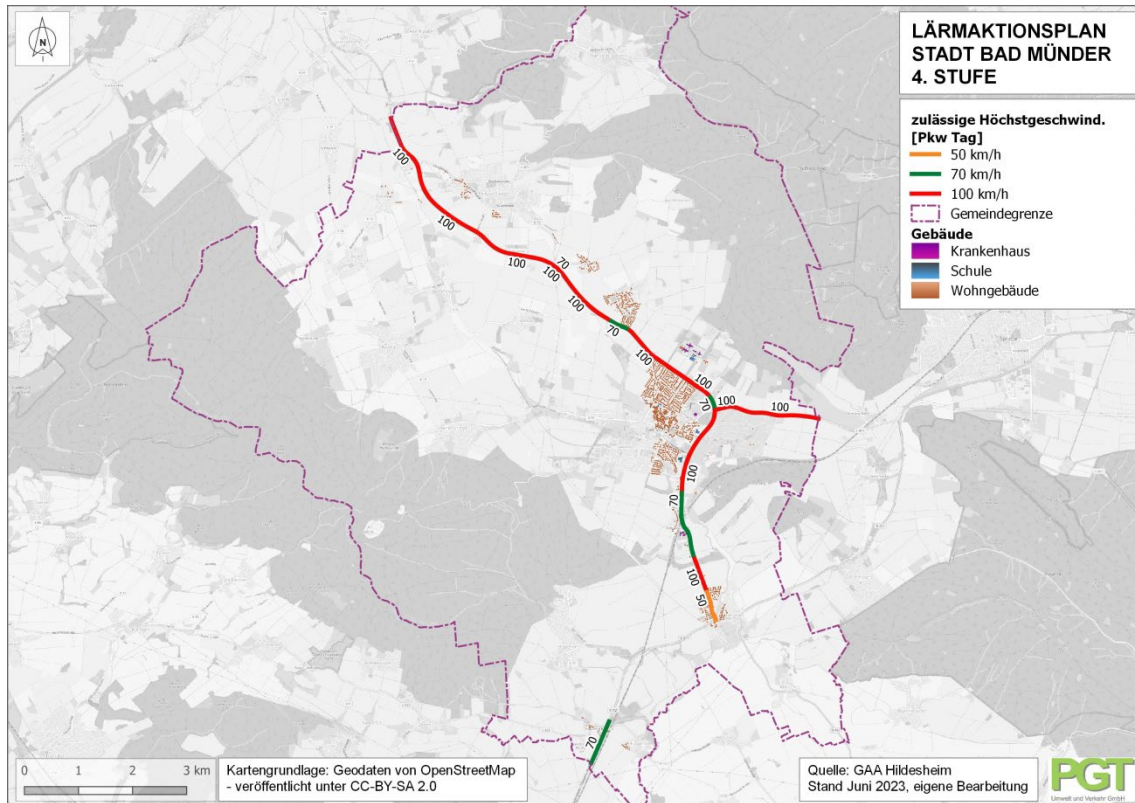 N
LÄRMAKTIONSPLAN
STADT BAD MÜNDER
4. STUFE
zulässige Höchstgeschwind.
[Pkw Tag]
50 km/h
70 km/h
100 km/h
Gemeindegrenze
Gebäude
Krankenhaus
Schule
Wohngebäude
100
100
100
70
100
100
70
100
100
70
100
100
100
70
100
50
70
0 1 2 3 km
Kartengrundlage: Geodaten von OpenStreetMap
- veröffentlicht unter CC-BY-SA 2.0
Quelle: GAA Hildesheim
Stand Juni 2023, eigene Bearbeitung
PGT
Umwelt und Verkehr GmbH